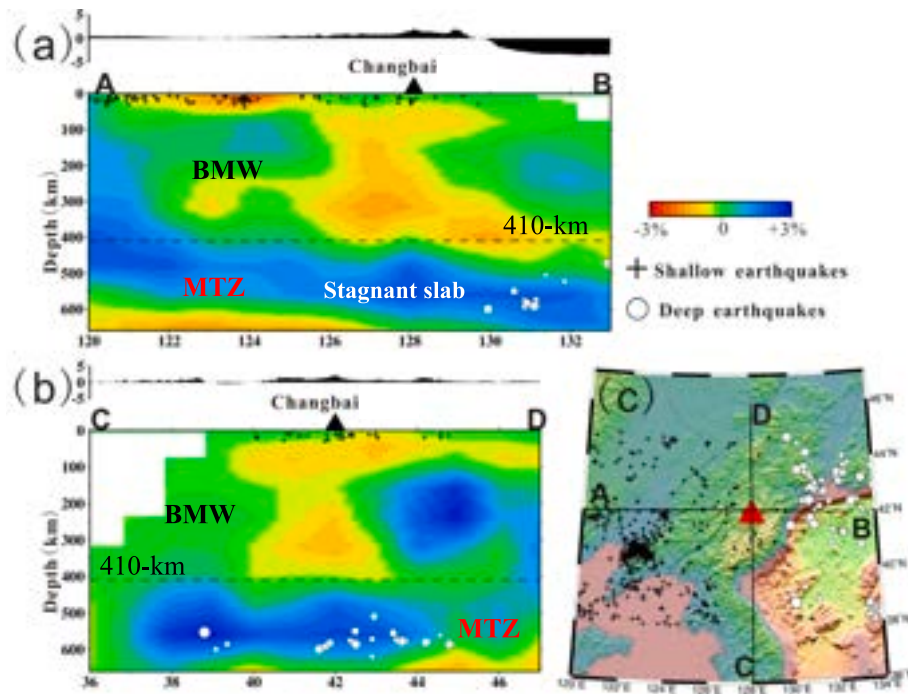 (a)
5
0
-5
Changbai
A
B
0
100
200
300
400
500
600
Depth(km)
BMW
410-km
MTZ
Stagnant slab
120
122
124
126
128
130
132
-3%
0
+3%
Shallow earthquakes
Deep earthquakes
(b)
5
0
-5
Changbai
C
D
0
100
200
300
400
500
600
Depth(km)
BMW
410-km
MTZ
36
38
40
42
44
46
(C)
D
A
B
C
42°N